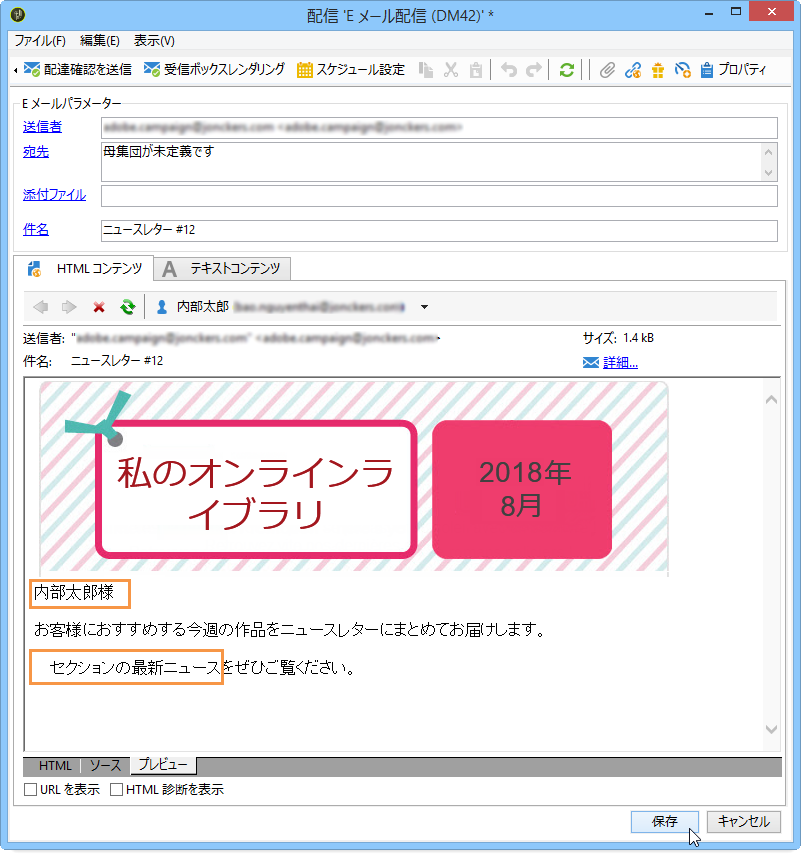 配信 'E メール配信 (DM42)' *
ファイル(F) 編集(E) 表示(V)
配達確認を送信 受信ボックスレンダリング スケジュール設定 プロパティ
E メールパラメーター
送信者
宛先 母集団が未定義です
添付ファイル
件名 ニュースレター #12
HTML コンテンツ A テキストコンテンツ
内部太郎
送信者: サイズ: 1.4 kB
件名: ニュースレター #12 詳細...
私のオンラインラ
イブラリ
2018年
8月
内部太郎様
お客様におすすめする今週の作品をニュースレターにまとめてお届けします。
セクションの最新ニュースをぜひご覧ください。
HTML ソース プレビュー
URL を表示 HTML 診断を表示
保存 キャンセル